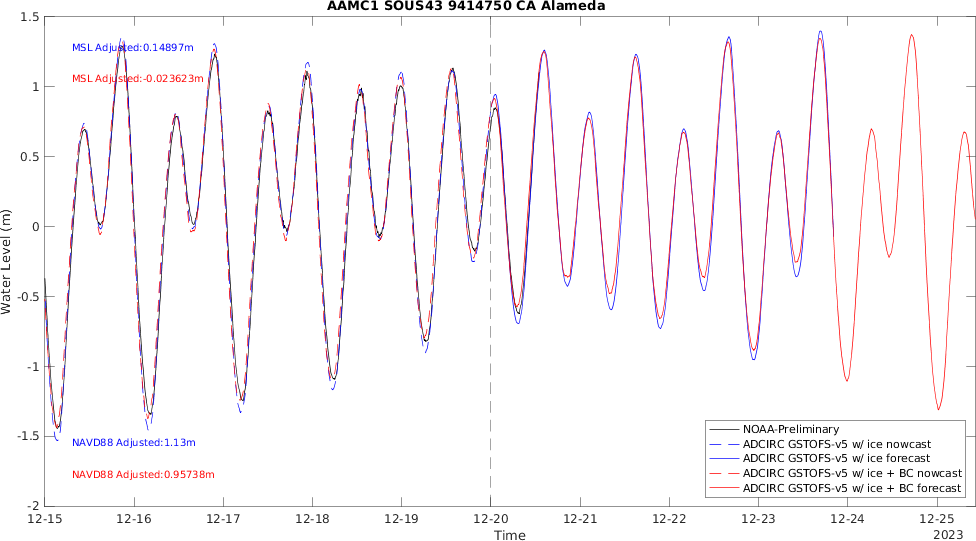 AAMC1 SOUS43 9414750 CA Alameda
1.5
1
0.5
0
-0.5
-1
-1.5
-2
Water Level (m)
MSL Adjusted:0.14897m
MSL Adjusted:-0.023623m
NAVD88 Adjusted:1.13m
NAVD88 Adjusted:0.95738m
NOAA-Preliminary
ADCIRC GSTOFS-v5 w/ ice nowcast
ADCIRC GSTOFS-v5 w/ ice forecast
ADCIRC GSTOFS-v5 w/ ice + BC nowcast
ADCIRC GSTOFS-v5 w/ ice + BC forecast
12-15 12-16 12-17 12-18 12-19 12-20 12-21 12-22 12-23 12-24 12-25
Time
2023